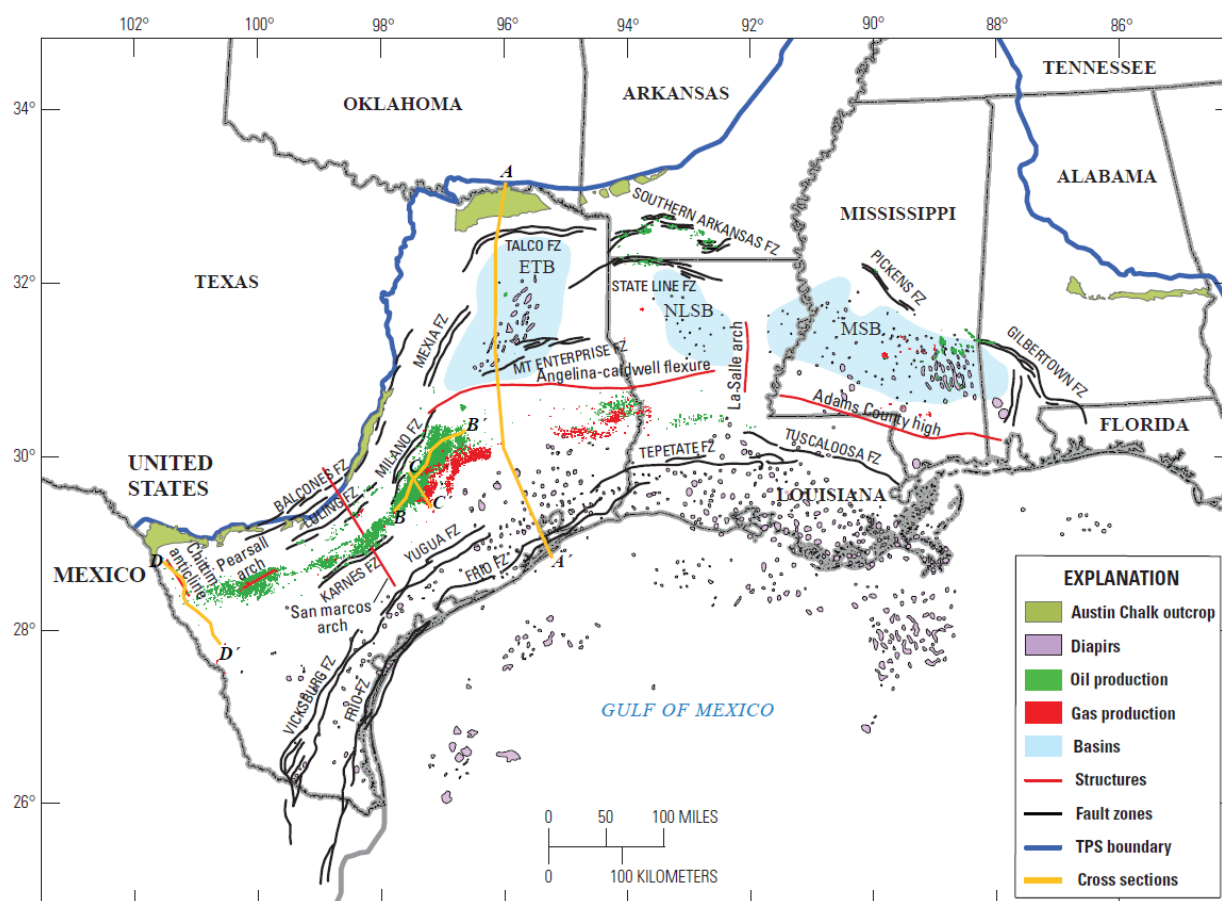 102° 100° 98° 96° 94° 92° 90° 88° 86°
TENNESSEE
OKLAHOMA
ARKANSAS
34°
A
ALABAMA
SOUTHERN ARKANSAS FZ
MISSISSIPPI
TALCO FZ
ETB
PICKENS FZ
TEXAS
32°
STATE LINE FZ
NLSB
MSB
MEXIA FZ
MT ENTERPRISE FZ
La-Salle arch
GILBERTOWN FZ
Angelina-caldwell flexure
Adams County high
B'
FLORIDA
MILANO FZ
TUSCALOOSA FZ
30°
UNITED
STATES
BALCONES FZ
C
TEPETATE FZ
LULING FZ
LOUISIANA
B
C'
YUGUA FZ
D
Chittim
anticline
Pearsall
arch
MEXICO
KARNES FZ
FRIO FZ
A
San marcos
arch
28°
D'
VICKSBURG FZ
FRIO FZ
GULF OF MEXICO
26°
0 50 100 MILES
0 100 KILOMETERS
EXPLANATION
Austin Chalk outcrop
Diapirs
Oil production
Gas production
Basins
Structures
Fault zones
TPS boundary
Cross sections